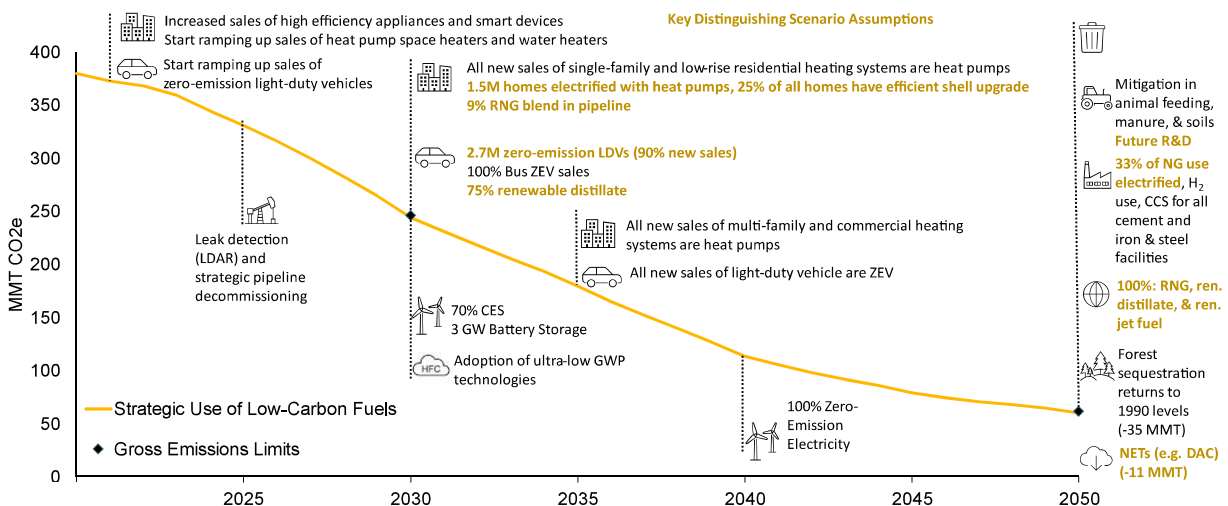 Key Distinguishing Scenario Assumptions
Increased sales of high efficiency appliances and smart devices
Start ramping up sales of heat pump space heaters and water heaters
Start ramping up sales of
zero-emission light-duty vehicles
All new sales of single-family and low-rise residential heating systems are heat pumps
1.5M homes electrified with heat pumps, 25% of all homes have efficient shell upgrade
9% RNG blend in pipeline
2.7M zero-emission LDVs (90% new sales)
100% Bus ZEV sales
75% renewable distillate
Leak detection
(LDAR) and
strategic pipeline
decommissioning
All new sales of multi-family and commercial heating
systems are heat pumps
All new sales of light-duty vehicle are ZEV
70% CES
3 GW Battery Storage
HFC
Adoption of ultra-low GWP
technologies
100% Zero-
Emission
Electricity
Mitigation in
animal feeding,
manure, & soils
Future R&D
33% of NG use
electrified, H₂
use, CCS for all
cement and
iron & steel
facilities
100%: RNG, ren.
distillate, & ren.
jet fuel
Forest
sequestration
returns to
1990 levels
(-35 MMT)
NETs (e.g. DAC)
(-11 MMT)
MMT CO2e
400
350
300
250
200
150
100
50
0
Strategic Use of Low-Carbon Fuels
Gross Emissions Limits
2025
2030
2035
2040
2045
2050